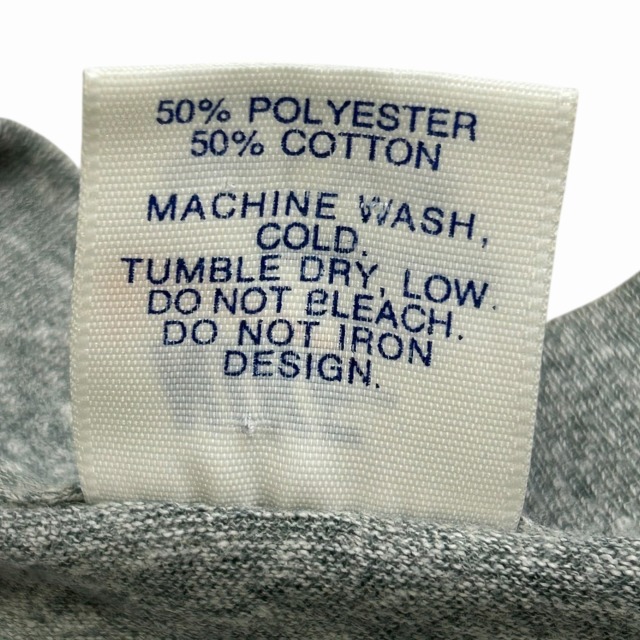 50% POLYESTER
50% COTTON
MACHINE WASH,
COLD.
TUMBLE DRY, LOW.
DO NOT BLEACH.
DO NOT IRON
DESIGN.